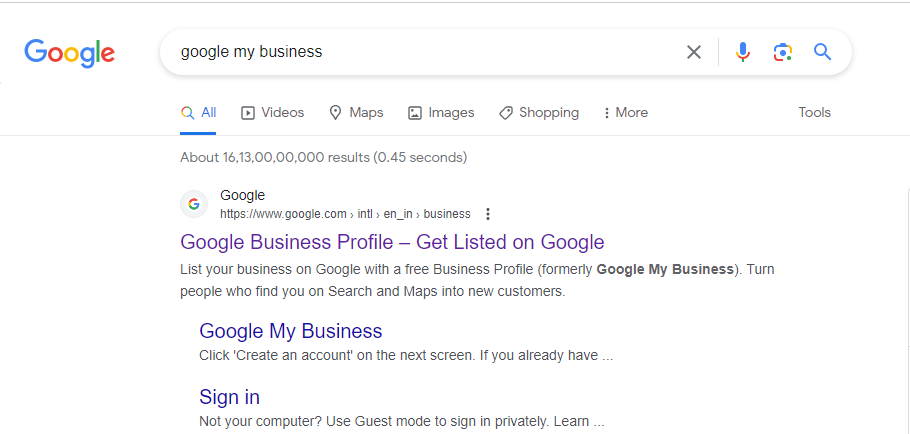 Google
google my business
All
Videos
Maps
Images
Shopping
More
Tools
About 16,13,00,00,000 results (0.45 seconds)
G
Google
https://www.google.com › intl › en_in › business
Google Business Profile – Get Listed on Google
List your business on Google with a free Business Profile (formerly Google My Business). Turn
people who find you on Search and Maps into new customers.
Google My Business
Click 'Create an account' on the next screen. If you already have ...
Sign in
Not your computer? Use Guest mode to sign in privately. Learn ...